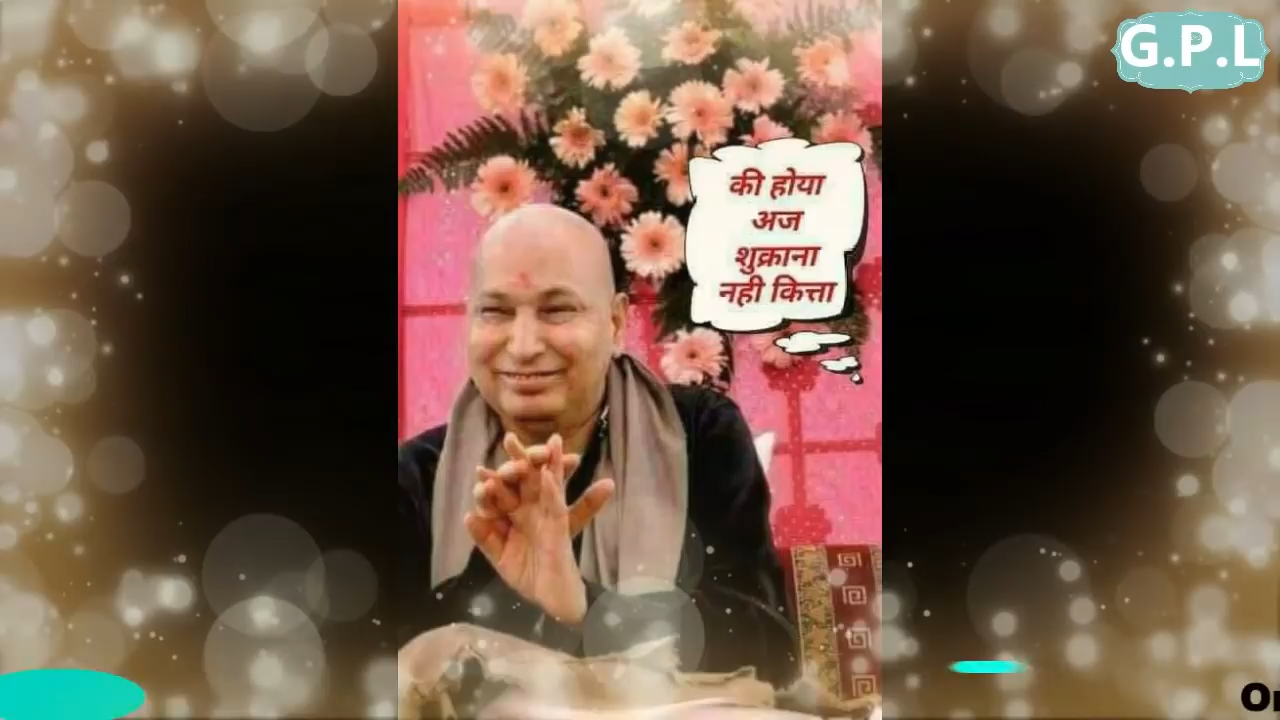 G.P.L
की होया
अज
शुक्राना
नही कित्ता